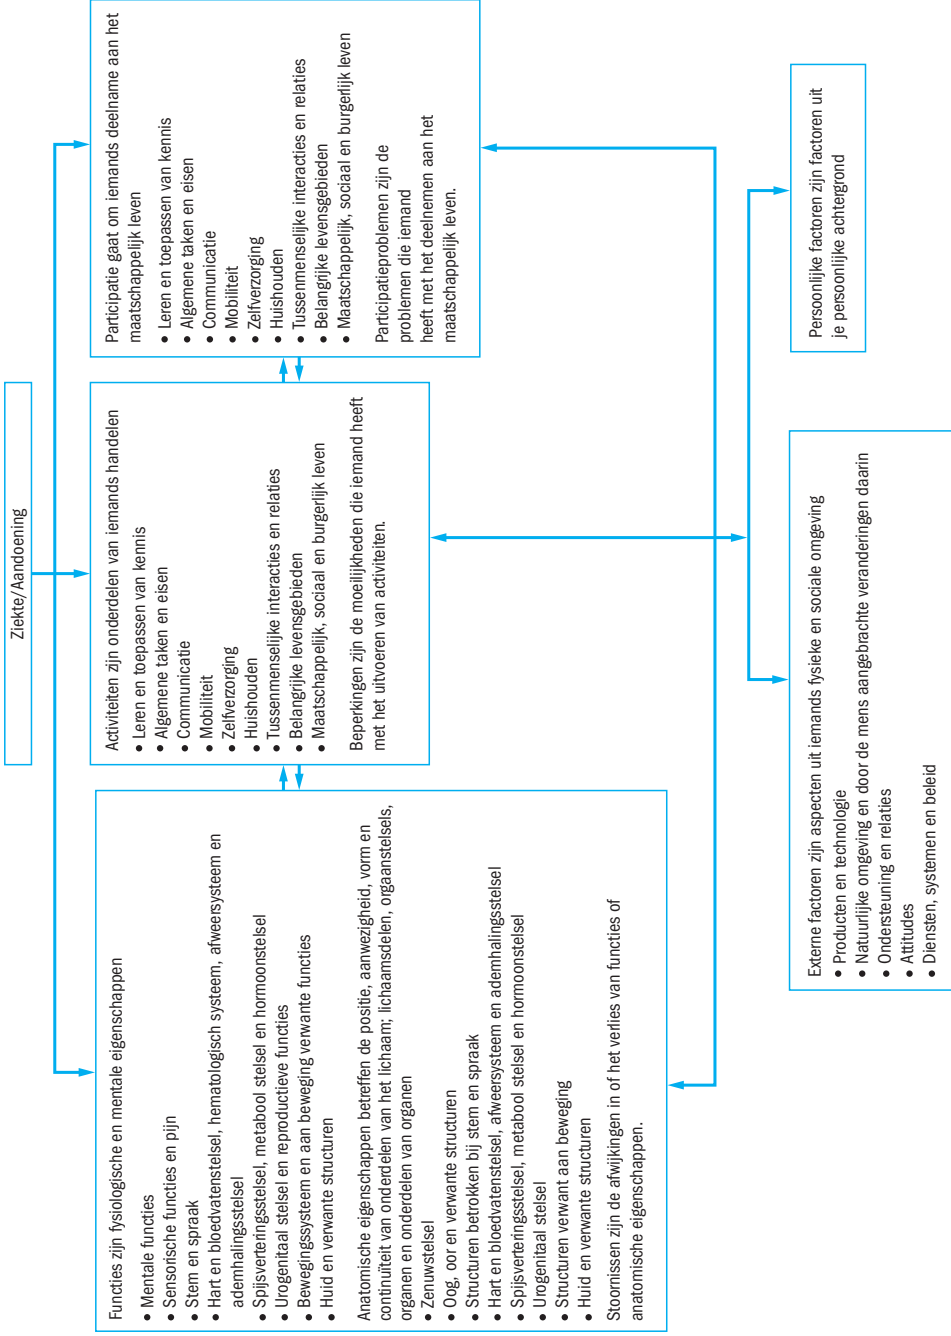 Ziekte/Aandoening
Functies zijn fysiologische en mentale eigenschappen
• Mentale functies
• Sensorische functies en pijn
• Stem en spraak
• Hart en bloedvatenstelsel, hematologisch systeem, afweersysteem en
ademhalingsstelsel
• Spijsverteringsstelsel, metabool stelsel en hormoonstelsel
• Urogenitaal stelsel en reproductieve functies
• Bewegingssysteem en aan beweging verwante functies
• Huid en verwante structuren
Anatomische eigenschappen betreffen de positie, aanwezigheid, vorm en
continuïteit van onderdelen van het lichaam; lichaamsdelen, orgaanstelsels,
organen en onderdelen van organen
• Zenuwstelsel
• Oog, oor en verwante structuren
• Structuren betrokken bij stem en spraak
• Hart en bloedvatenstelsel, afweersysteem en ademhalingsstelsel
• Spijsverteringsstelsel, metabool stelsel en hormoonstelsel
• Urogenitaal stelsel
• Structuren verwant aan beweging
• Huid en verwante structuren
Stoornissen zijn de afwijkingen in of het verlies van functies of
anatomische eigenschappen.
Activiteiten zijn onderdelen van iemands handelen
• Leren en toepassen van kennis
• Algemene taken en eisen
• Communicatie
• Mobiliteit
• Zelfverzorging
• Huishouden
• Tussenmenselijke interacties en relaties
• Belangrijke levensgebieden
• Maatschappelijk, sociaal en burgerlijk leven
Beperkingen zijn de moeilijkheden die iemand heeft
met het uitvoeren van activiteiten.
Participatie gaat om iemands deelname aan het
maatschappelijk leven
• Leren en toepassen van kennis
• Algemene taken en eisen
• Communicatie
• Mobiliteit
• Zelfverzorging
• Huishouden
• Tussenmenselijke interacties en relaties
• Belangrijke levensgebieden
• Maatschappelijk, sociaal en burgerlijk leven
Participatieproblemen zijn de
problemen die iemand
heeft met het deelnemen aan het
maatschappelijk leven.
Externe factoren zijn aspecten uit iemands fysieke en sociale omgeving
• Producten en technologie
• Natuurlijke omgeving en door de mens aangebrachte veranderingen daarin
• Ondersteuning en relaties
• Attitudes
• Diensten, systemen en beleid
Persoonlijke factoren zijn factoren uit
je persoonlijke achtergrond